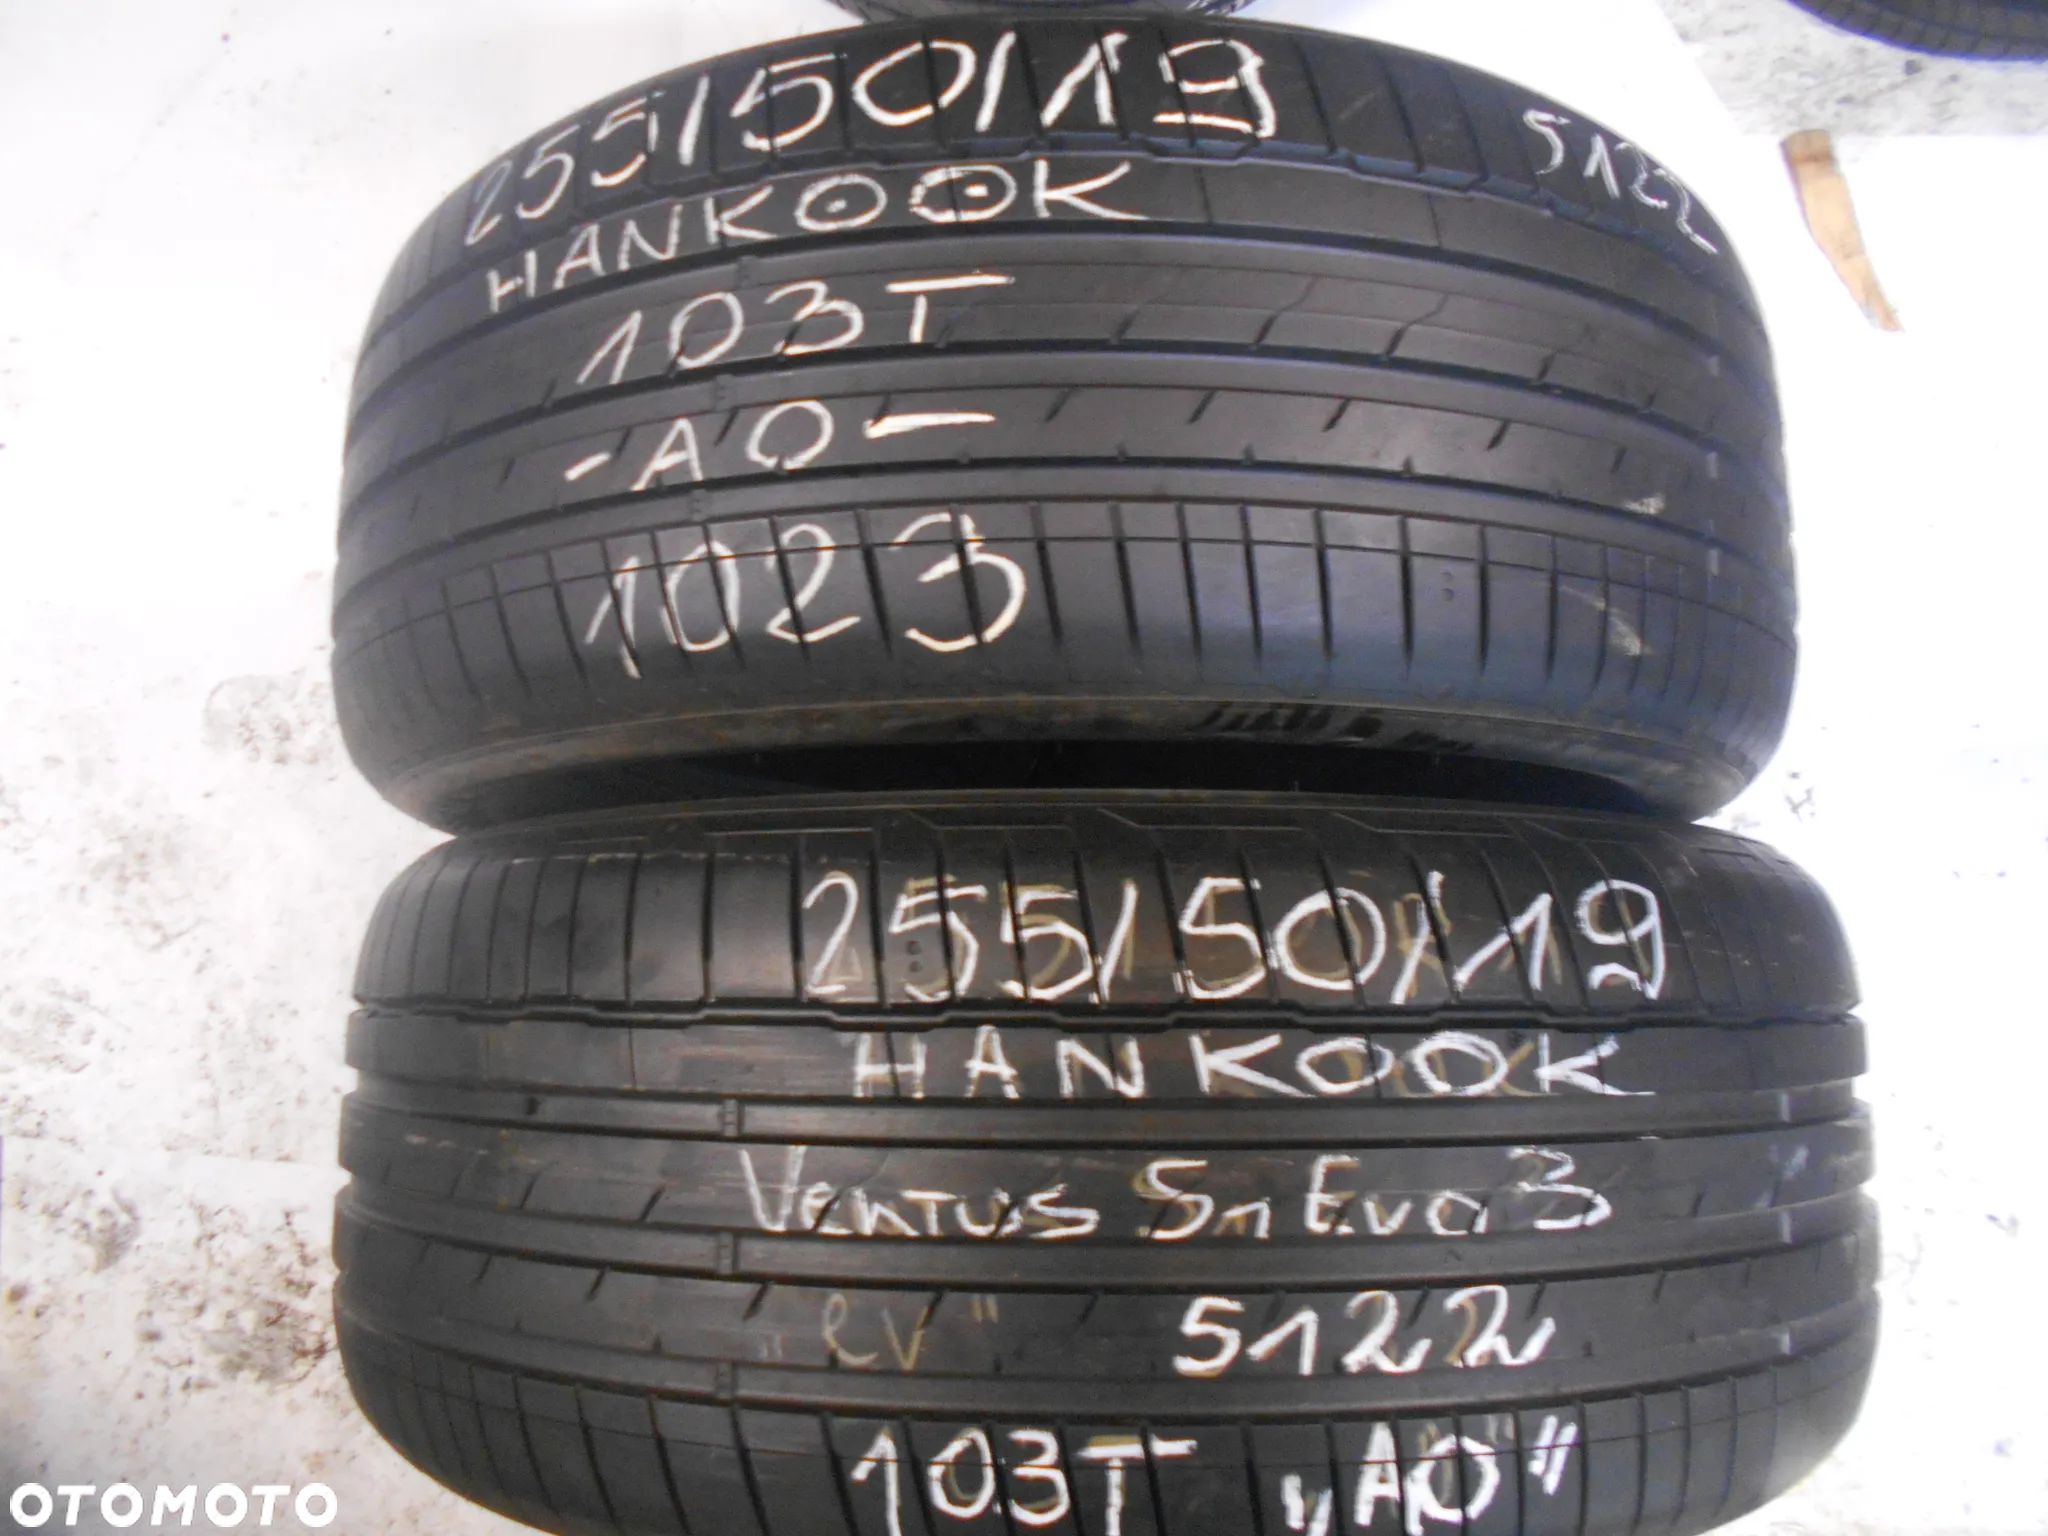 255/50/19
5122
HANKOOK
103T
-AO-
1023
255/50/19
HANKOOK
VENTUS S1 EVO 3
"EV" 5122
103T „AO"
OTOMOTO